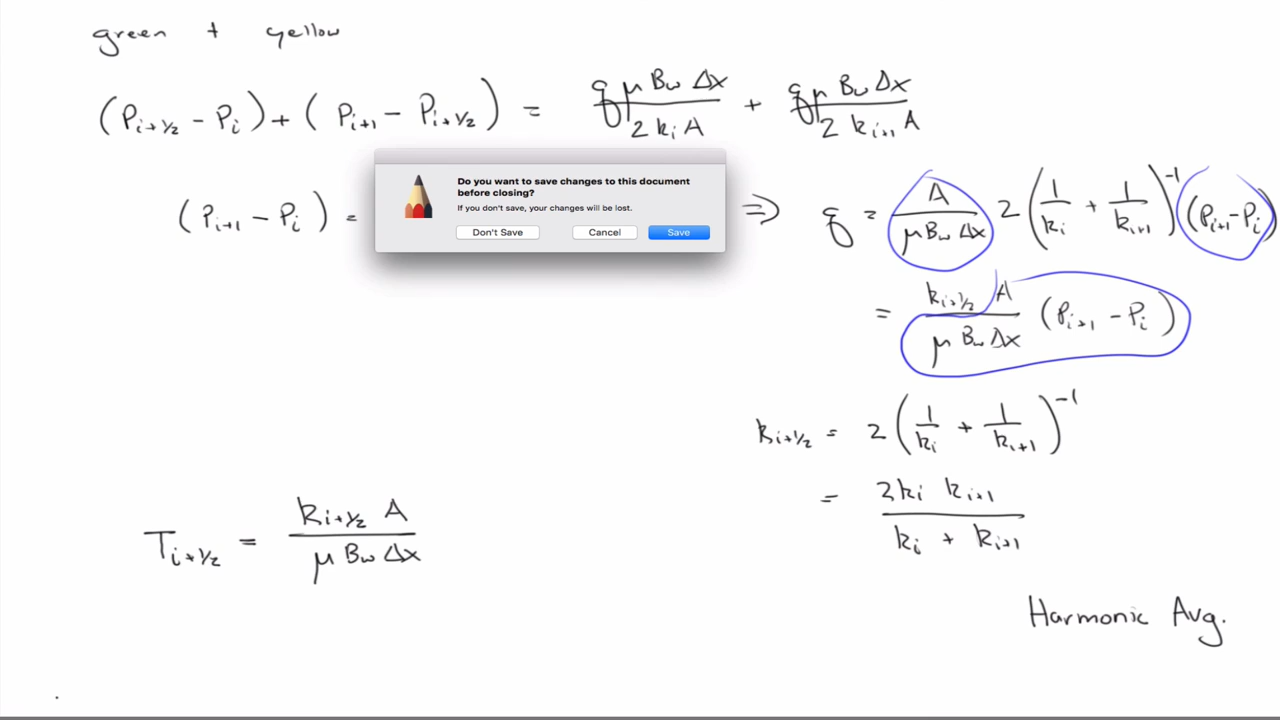 green + yellow
(P_{i+1/2} - P_i) + (P_{i+1} - P_{i+1/2}) = qμB_wΔx / 2k_iA + qμB_wΔx / 2k_{i+1}A
(P_{i+1} - P_i) = ⇒ q = A / μB_wΔx 2(1/k_i + 1/k_{i+1})^{-1} (P_{i+1} - P_i)
Do you want to save changes to this document
before closing?
If you don't save, your changes will be lost.
Don't Save Cancel Save
= k_{i+1/2} A / μB_wΔx (P_{i+1} - P_i)
k_{i+1/2} = 2(1/k_i + 1/k_{i+1})^{-1}
= 2k_i k_{i+1} / k_i + k_{i+1}
T_{i+1/2} = k_{i+1/2} A / μB_wΔx
Harmonic Avg.